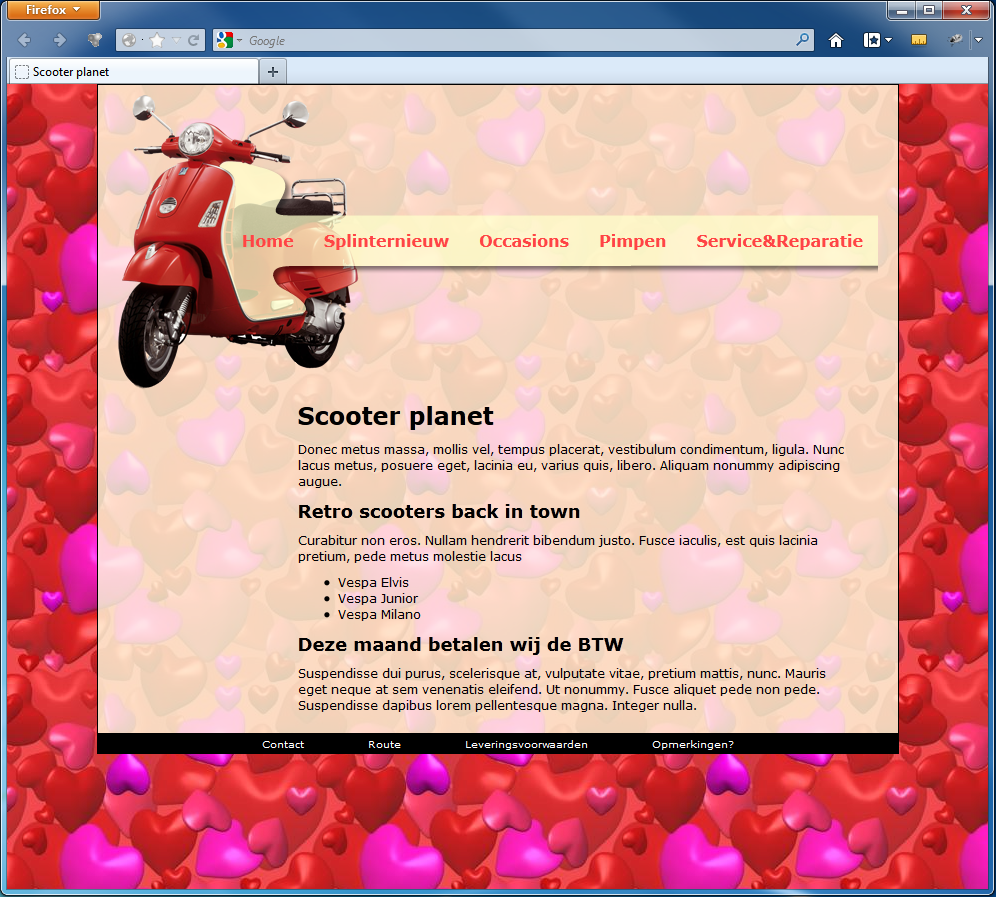 Firefox
Google
Scooter planet
Home Splinternieuw Occasions Pimpen Service&Reparatie
Scooter planet
Donec metus massa, mollis vel, tempus placerat, vestibulum condimentum, ligula. Nunc
lacus metus, posuere eget, lacinia eu, varius quis, libero. Aliquam nonummy adipiscing
augue.
Retro scooters back in town
Curabitur non eros. Nullam hendrerit bibendum justo. Fusce iaculis, est quis lacinia
pretium, pede metus molestie lacus
• Vespa Elvis
• Vespa Junior
• Vespa Milano
Deze maand betalen wij de BTW
Suspendisse dui purus, scelerisque at, vulputate vitae, pretium mattis, nunc. Mauris
eget neque at sem venenatis eleifend. Ut nonummy. Fusce aliquet pede non pede.
Suspendisse dapibus lorem pellentesque magna. Integer nulla.
Contact Route Leveringsvoorwaarden Opmerkingen?